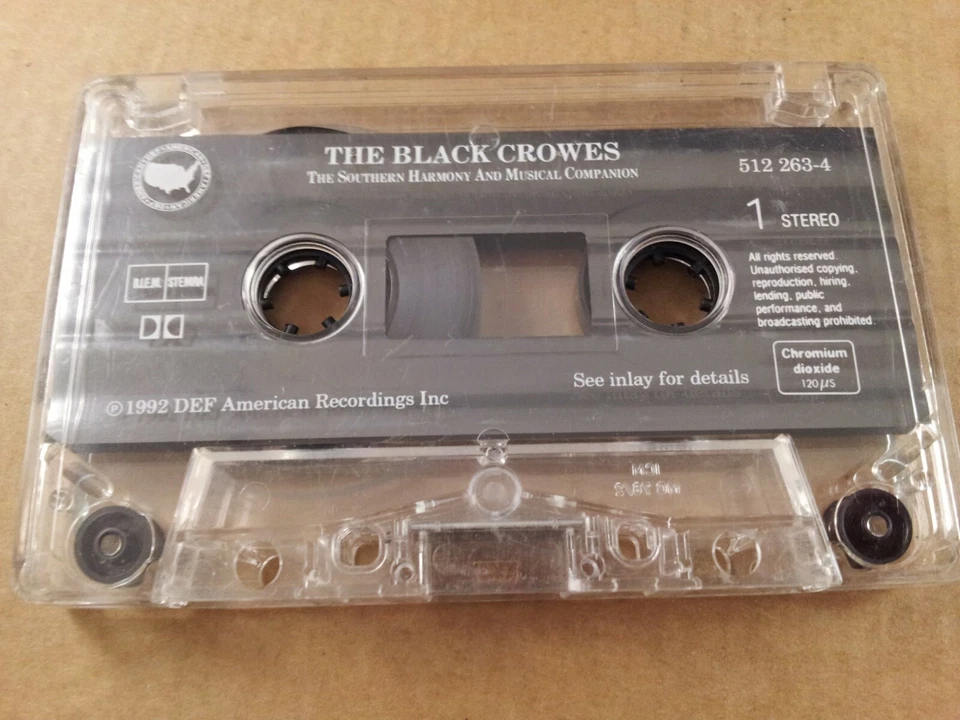 THE BLACK CROWES
THE SOUTHERN HARMONY AND MUSICAL COMPANION
512 263-4
1 STEREO
B.I.E.M. STEMRA
All rights reserved.
Unauthorised copying,
reproduction, hiring,
lending, public
performance, and
broadcasting prohibited.
Chromium
dioxide
120 µS
See inlay for details
℗ 1992 DEF American Recordings Inc